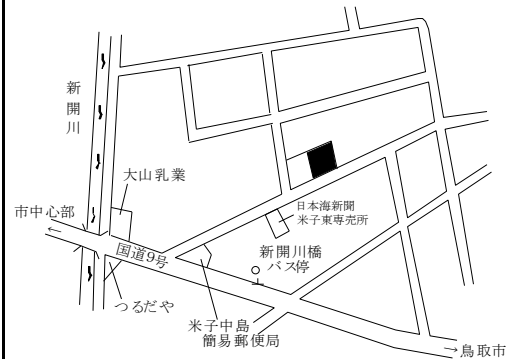 新開川
大山乳業
市中心部
←
国道9号
つるだや
日本海新聞
米子東専売所
新開川橋
バス停
米子中島
簡易郵便局
→鳥取市